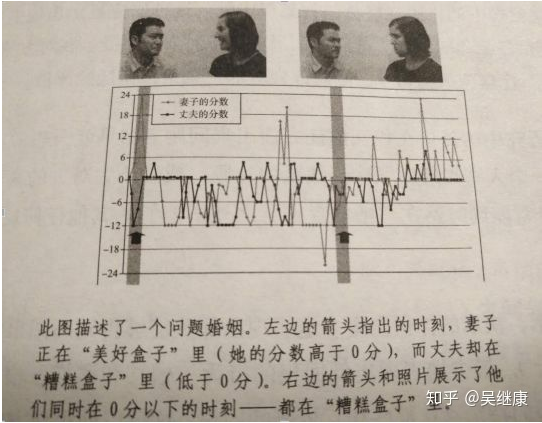 24
18
12
6
0
-6
-12
-18
-24
妻子的分数
丈夫的分数
此图描述了一个问题婚姻。左边的箭头指出的时刻，妻子
正在“美好盒子”里（她的分数高于0分），而丈夫却在
“糟糕盒子”里（低于0分）。右边的箭头和照片展示了他
们同时在0分以下的时刻——都在“糟糕盒子”里。
知乎 @吴继康